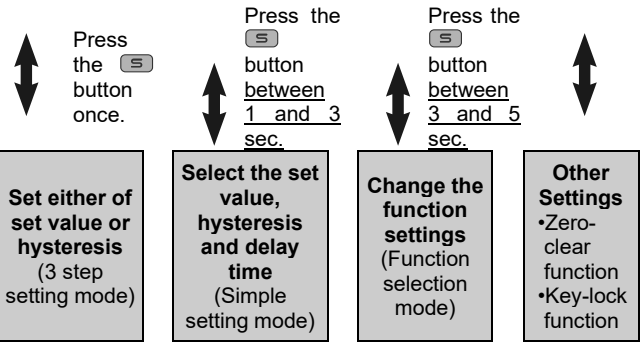 Press
the S
button
once.
Press the
S
button
between
1 and 3
sec.
Press the
S
button
between
3 and 5
sec.
Set either of
set value or
hysteresis
(3 step
setting mode)
Select the set
value,
hysteresis
and delay
time
(Simple
setting mode)
Change the
function
settings
(Function
selection
mode)
Other
Settings
•Zero-
clear
function
•Key-lock
function